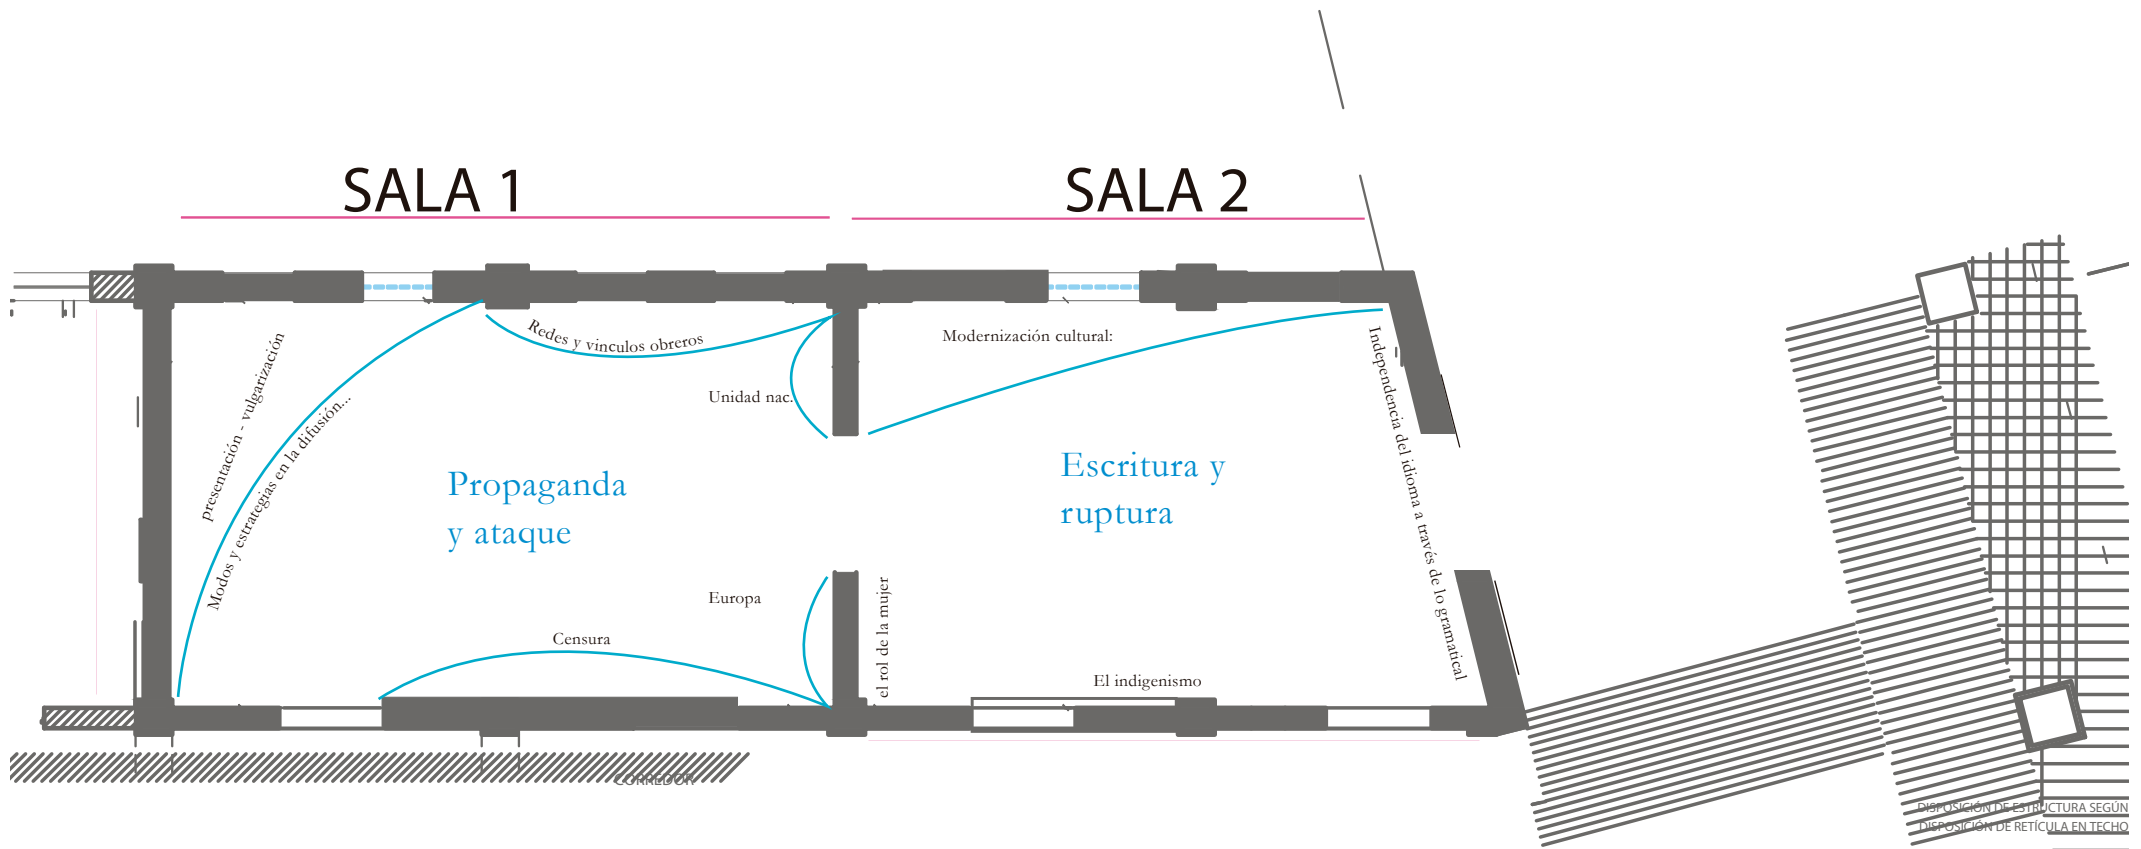 SALA 1
SALA 2
presentación - vulgarización
Modos y estrategias en la difusión...
Redes y vinculos obreros
Unidad nac.
Propaganda
y ataque
Europa
Censura
Modernización cultural:
Escritura y
ruptura
el rol de la mujer
El indigenismo
Independencia del idioma a través de lo gramatical
CORREDOR
DISPOSICIÓN DE ESTRUCTURA SEGÚN
DISPOSICIÓN DE RETÍCULA EN TECHO